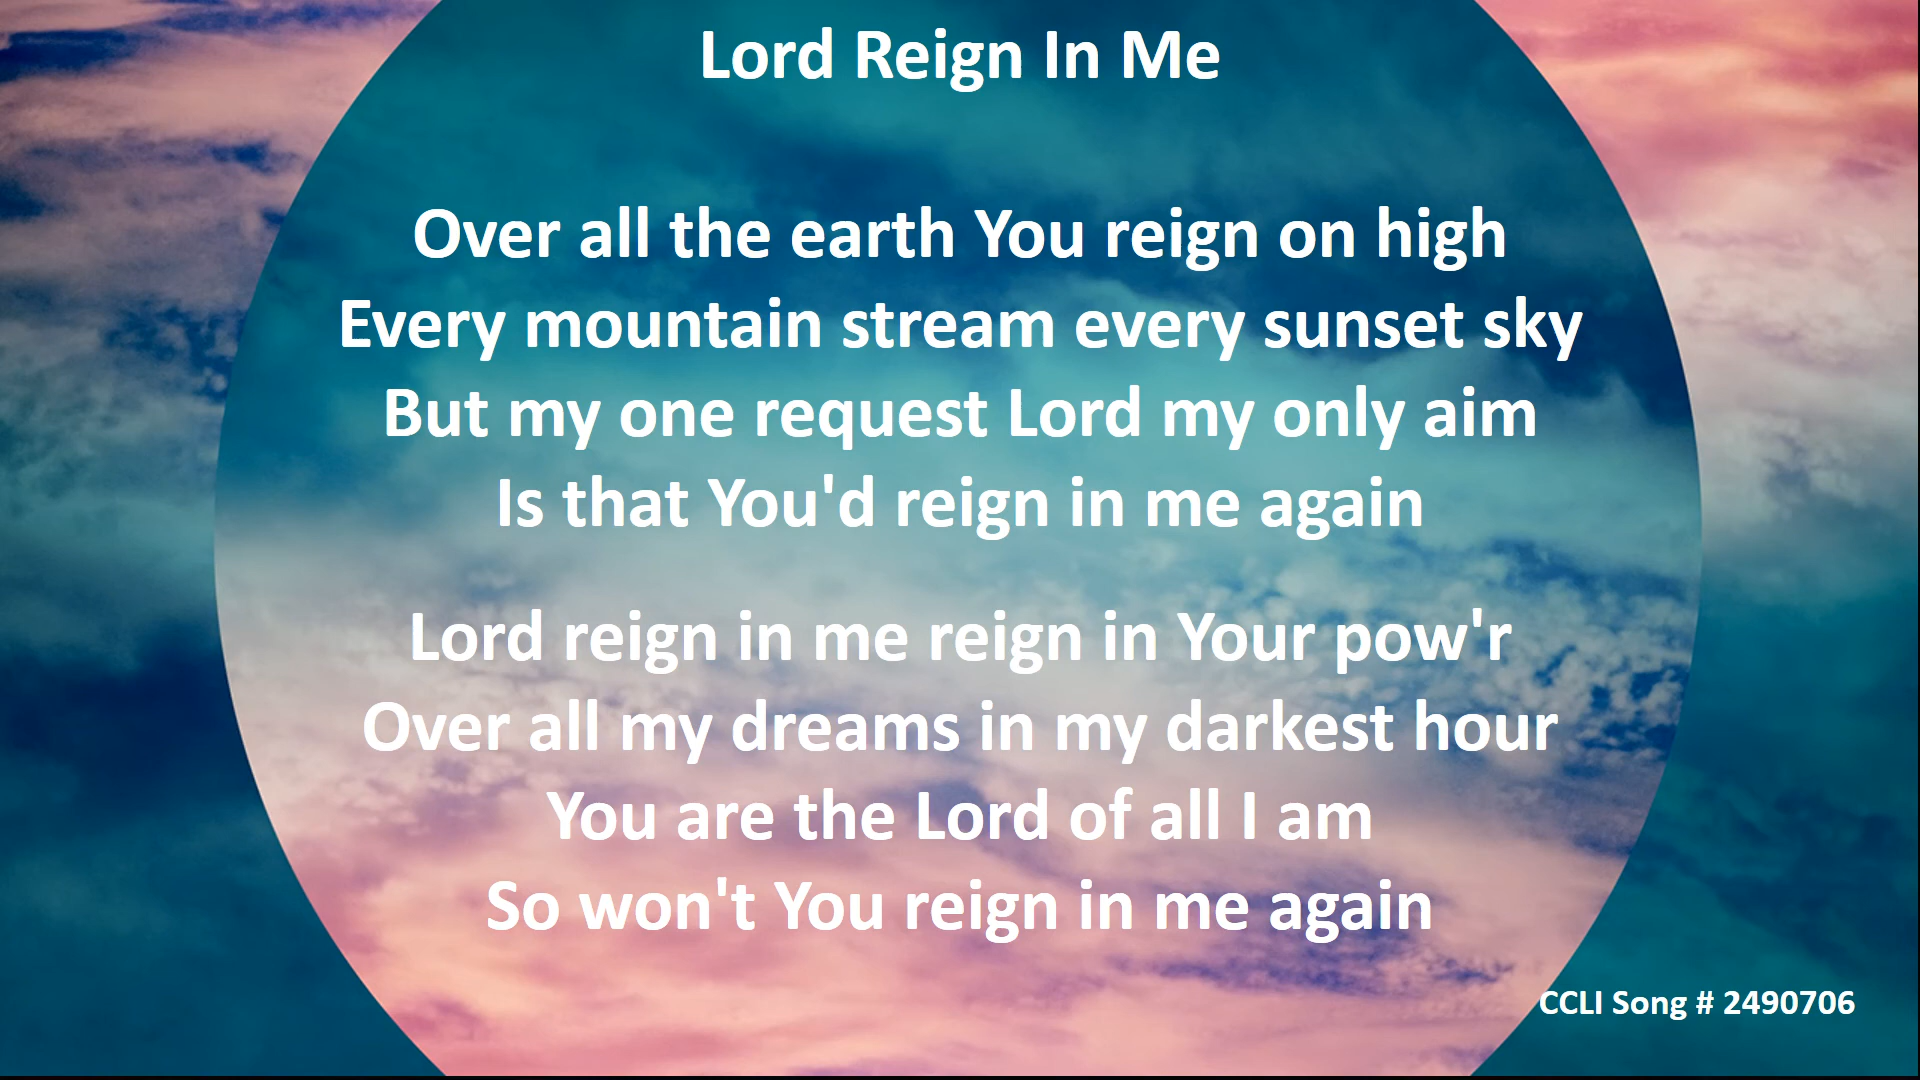 Lord Reign In Me
Over all the earth You reign on high
Every mountain stream every sunset sky
But my one request Lord my only aim
Is that You'd reign in me again
Lord reign in me reign in Your pow'r
Over all my dreams in my darkest hour
You are the Lord of all I am
So won't You reign in me again
CCLI Song # 2490706